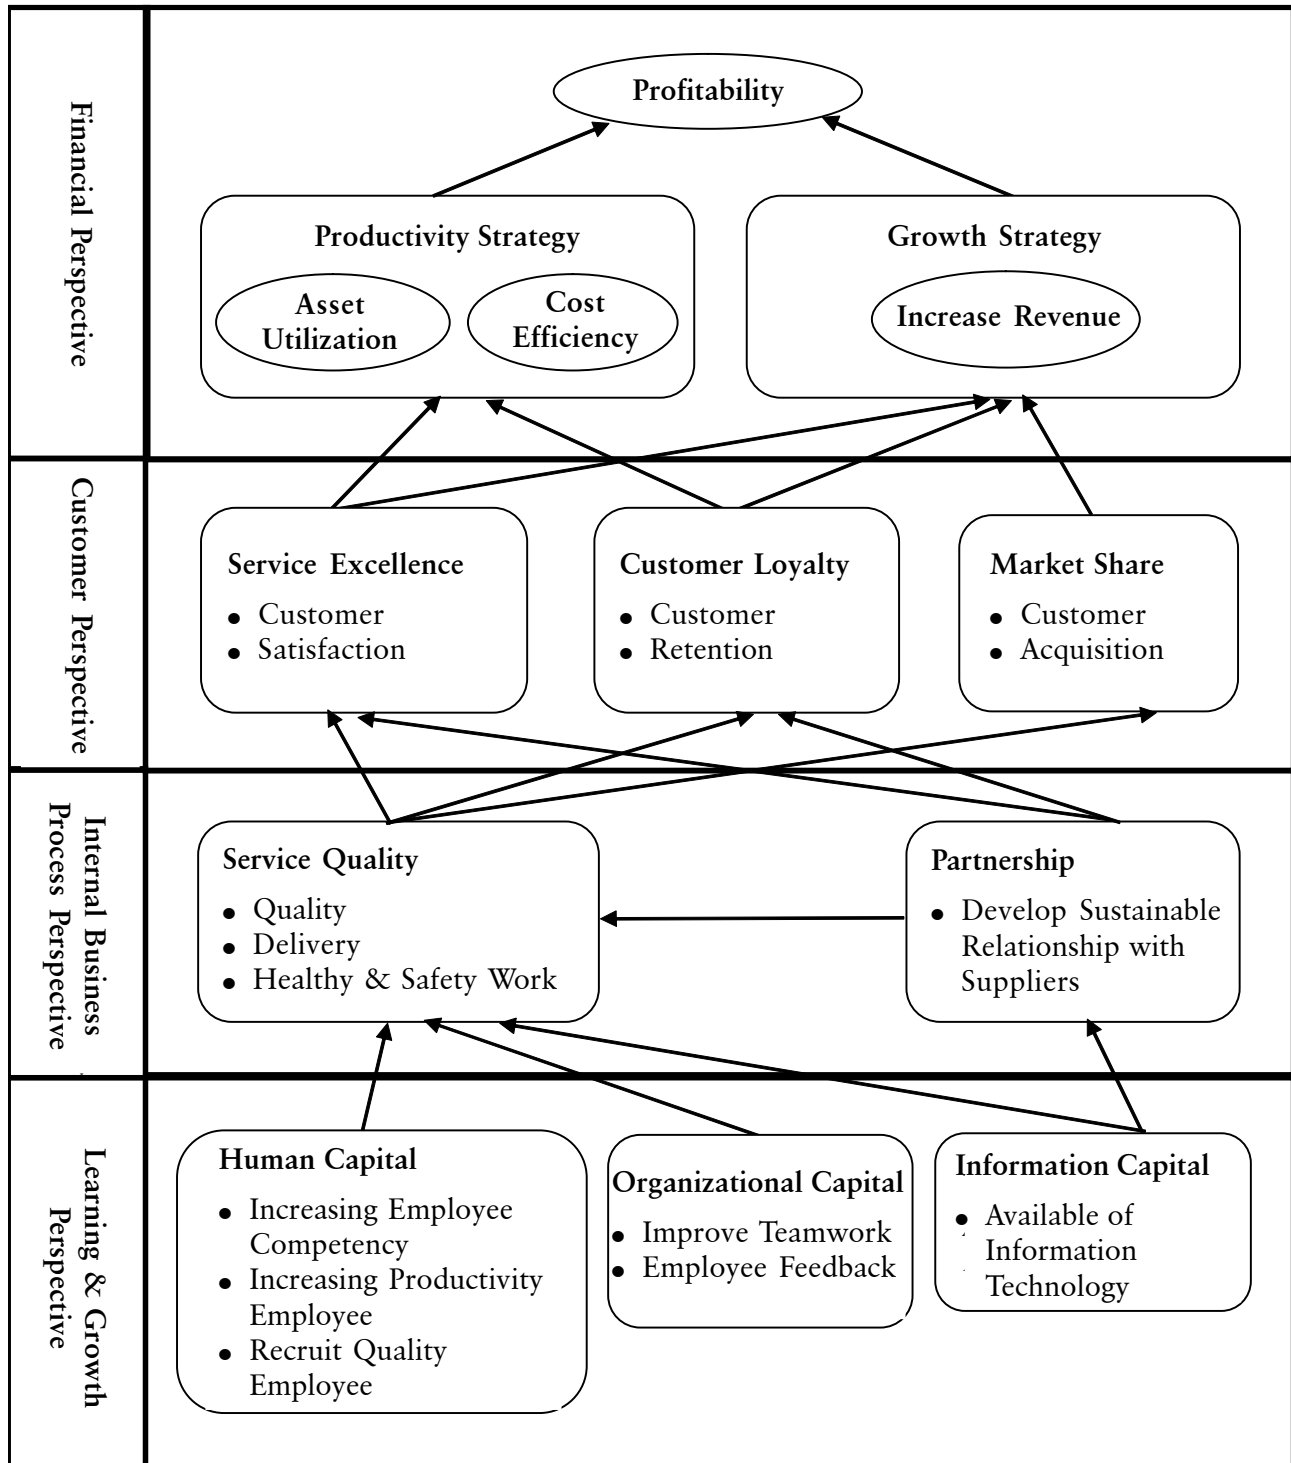 Financial Perspective
Profitability
Productivity Strategy
Asset
Utilization
Cost
Efficiency
Growth Strategy
Increase Revenue
Customer Perspective
Service Excellence
• Customer
• Satisfaction
Customer Loyalty
• Customer
• Retention
Market Share
• Customer
• Acquisition
Internal Business
Process Perspective
Service Quality
• Quality
• Delivery
• Healthy & Safety Work
Partnership
• Develop Sustainable
Relationship with
Suppliers
Learning & Growth
Perspective
Human Capital
• Increasing Employee
Competency
• Increasing Productivity
Employee
• Recruit Quality
Employee
Organizational Capital
• Improve Teamwork
• Employee Feedback
Information Capital
• Available of
Information
Technology